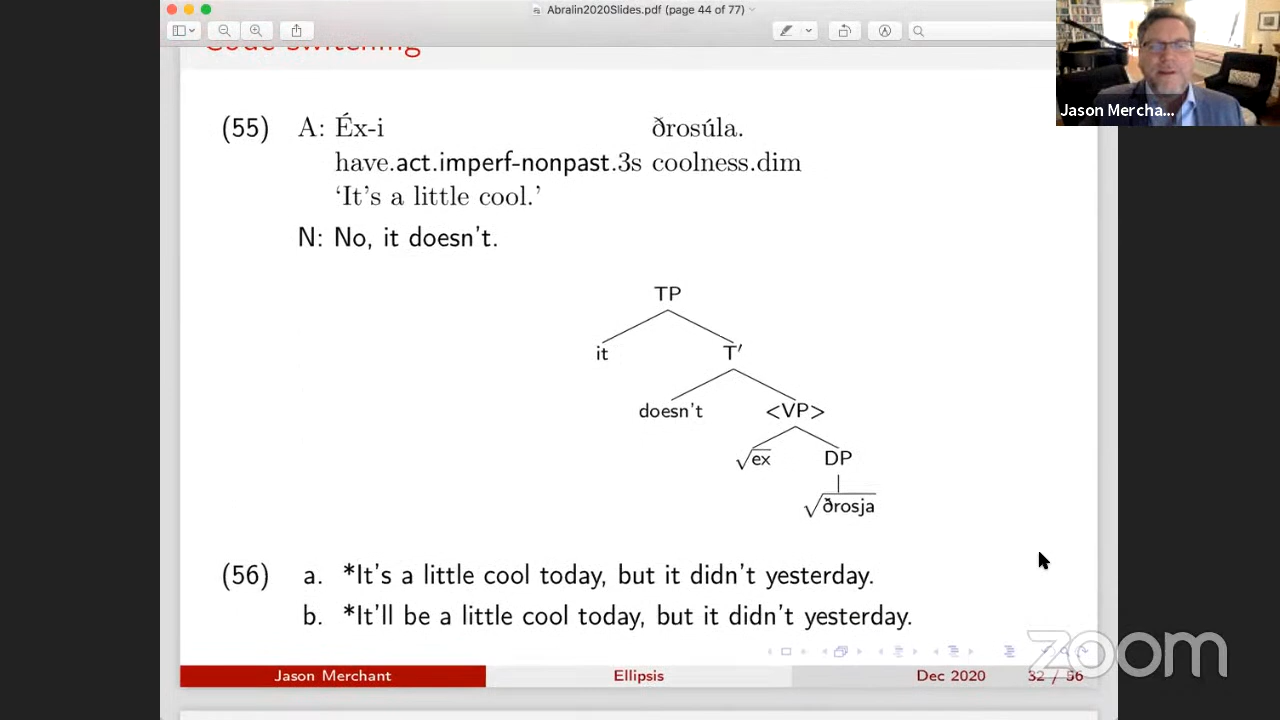 Abralin2020Slides.pdf (page 44 of 77)
Code-switching
Jason Mercha...
(55) A: Éx-i ðrosúla.
have.act.imperf-nonpast.3s coolness.dim
‘It’s a little cool.’
N: No, it doesn’t.
TP
it T′
doesn’t <VP>
√ex DP
√ðrosja
(56) a. *It’s a little cool today, but it didn’t yesterday.
b. *It’ll be a little cool today, but it didn’t yesterday.
zoom
Jason Merchant Ellipsis Dec 2020 32 / 56